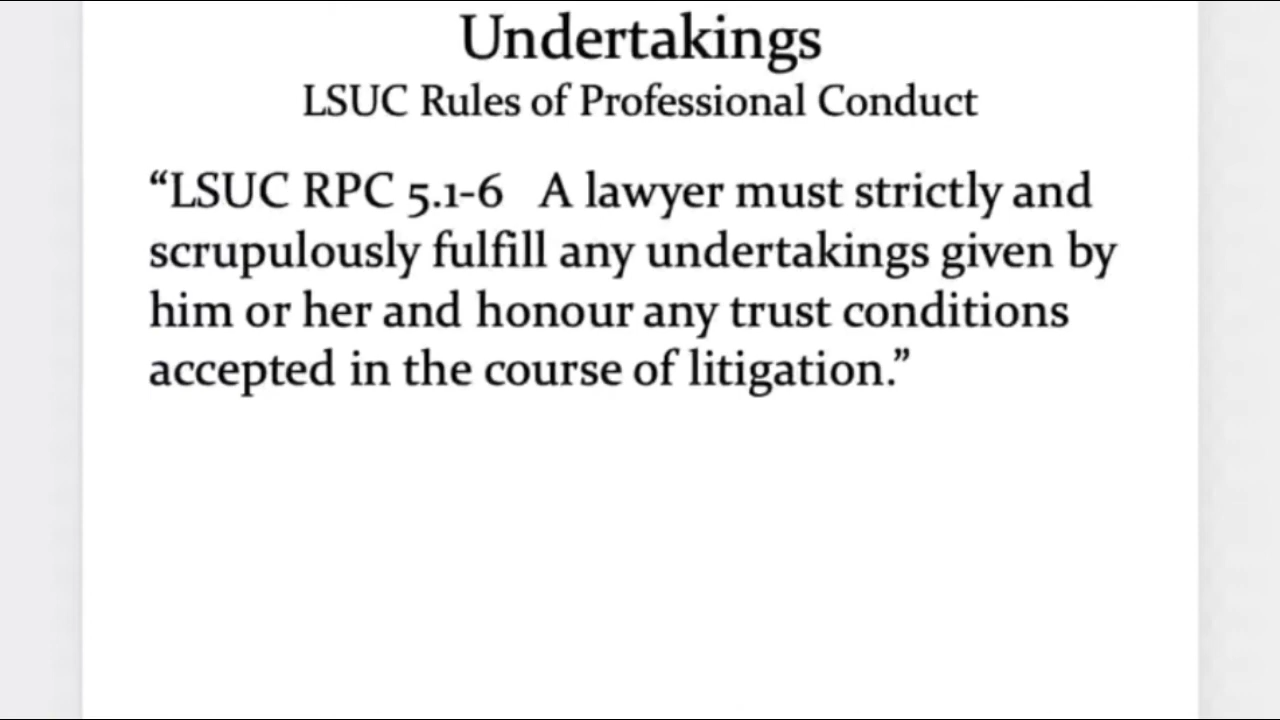 Undertakings
LSUC Rules of Professional Conduct
“LSUC RPC 5.1-6 A lawyer must strictly and
scrupulously fulfill any undertakings given by
him or her and honour any trust conditions
accepted in the course of litigation.”